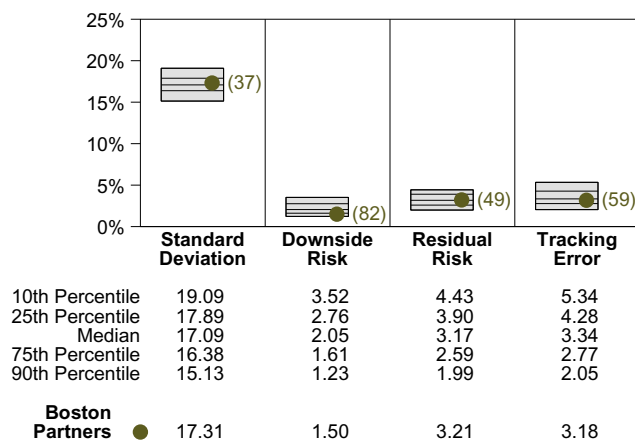 25%
20%
15%
10%
5%
0%
(37)
(82)
(49)
(59)
Standard Deviation
Downside Risk
Residual Risk
Tracking Error
10th Percentile 19.09 3.52 4.43 5.34
25th Percentile 17.89 2.76 3.90 4.28
Median 17.09 2.05 3.17 3.34
75th Percentile 16.38 1.61 2.59 2.77
90th Percentile 15.13 1.23 1.99 2.05
Boston
Partners 17.31 1.50 3.21 3.18